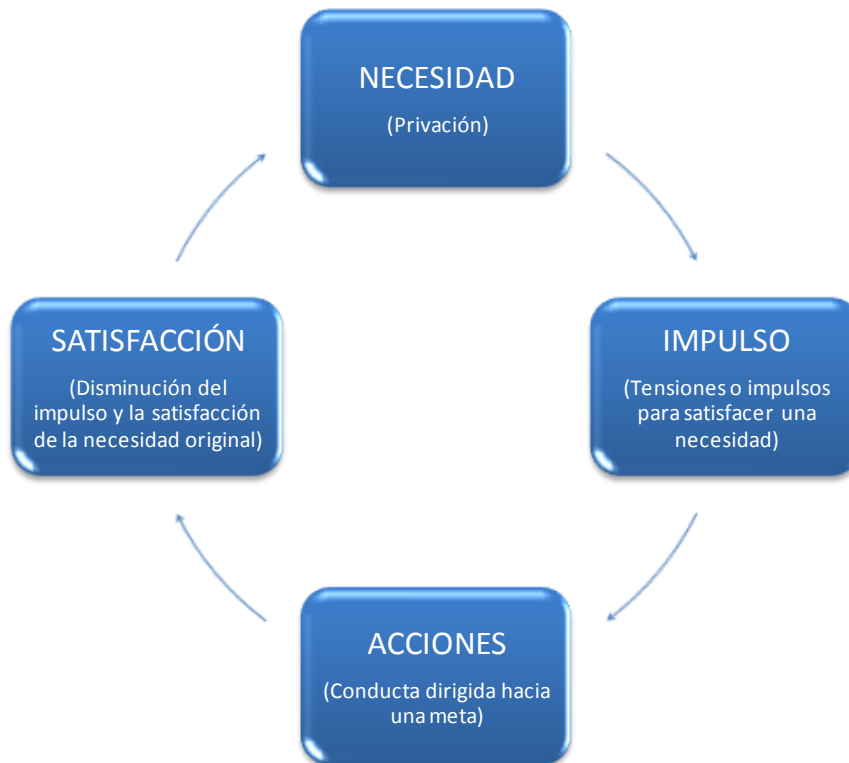 NECESIDAD
(Privación)
IMPULSO
(Tensiones o impulsos
para satisfacer una
necesidad)
ACCIONES
(Conducta dirigida hacia
una meta)
SATISFACCIÓN
(Disminución del
impulso y la satisfacción
de la necesidad original)